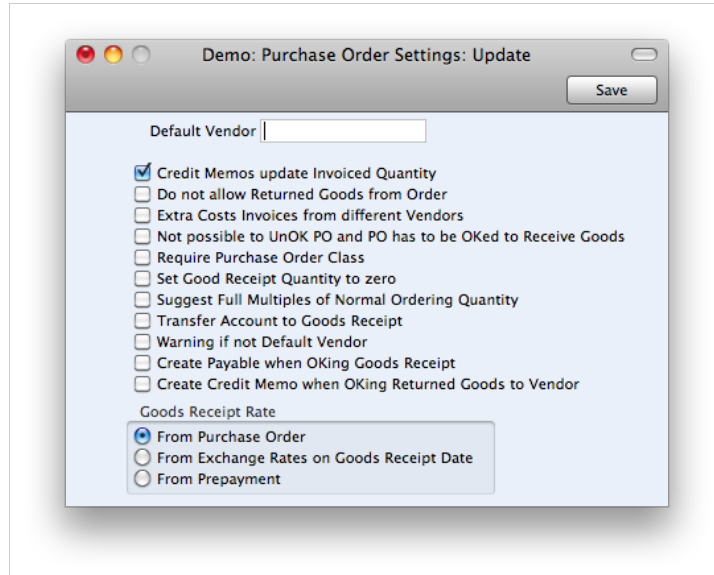 Demo: Purchase Order Settings: Update
Save
Default Vendor
Credit Memos update Invoiced Quantity
Do not allow Returned Goods from Order
Extra Costs Invoices from different Vendors
Not possible to UnOK PO and PO has to be OKed to Receive Goods
Require Purchase Order Class
Set Good Receipt Quantity to zero
Suggest Full Multiples of Normal Ordering Quantity
Transfer Account to Goods Receipt
Warning if not Default Vendor
Create Payable when OKing Goods Receipt
Create Credit Memo when OKing Returned Goods to Vendor
Goods Receipt Rate
From Purchase Order
From Exchange Rates on Goods Receipt Date
From Prepayment